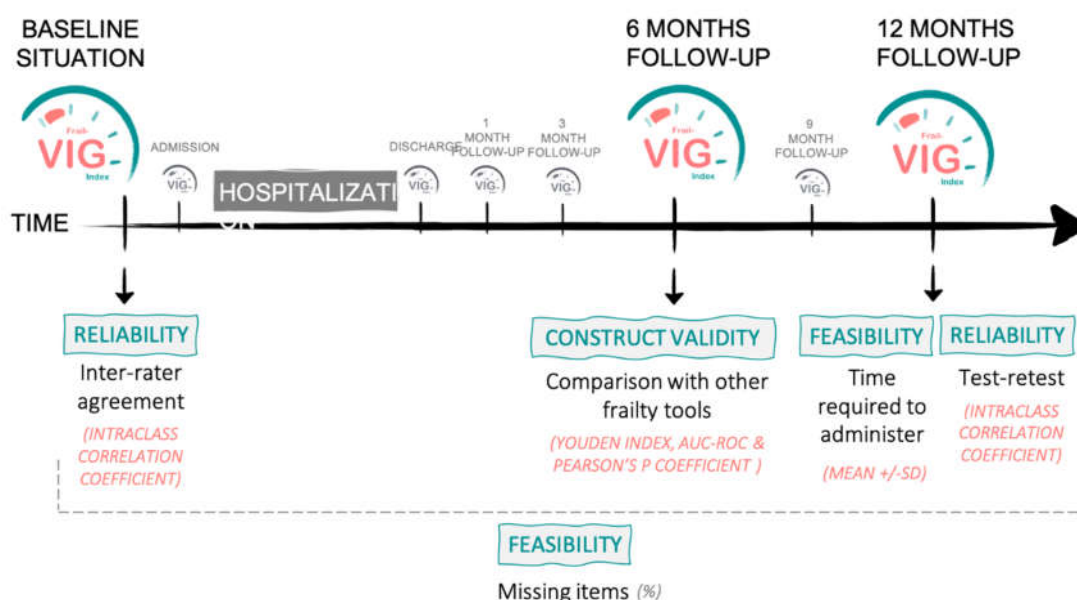 BASELINE
SITUATION
6 MONTHS
FOLLOW-UP
12 MONTHS
FOLLOW-UP
Frail-
VIG
Index
ADMISSION
VIG
HOSPITALIZATI
ON
DISCHARGE
VIG
1
MONTH
FOLLOW-UP
VIG
3
MONTH
FOLLOW-UP
VIG
Frail-
VIG
Index
9
MONTH
FOLLOW-UP
VIG
Frail-
VIG
Index
TIME
RELIABILITY
Inter-rater
agreement
(INTRACLASS
CORRELATION
COEFFICIENT)
CONSTRUCT VALIDITY
Comparison with other
frailty tools
(YOUDEN INDEX, AUC-ROC &
PEARSON'S P COEFFICIENT )
FEASIBILITY
Time
required to
administer
(MEAN +/-SD)
RELIABILITY
Test-retest
(INTRACLASS
CORRELATION
COEFFICIENT)
FEASIBILITY
Missing items (%)